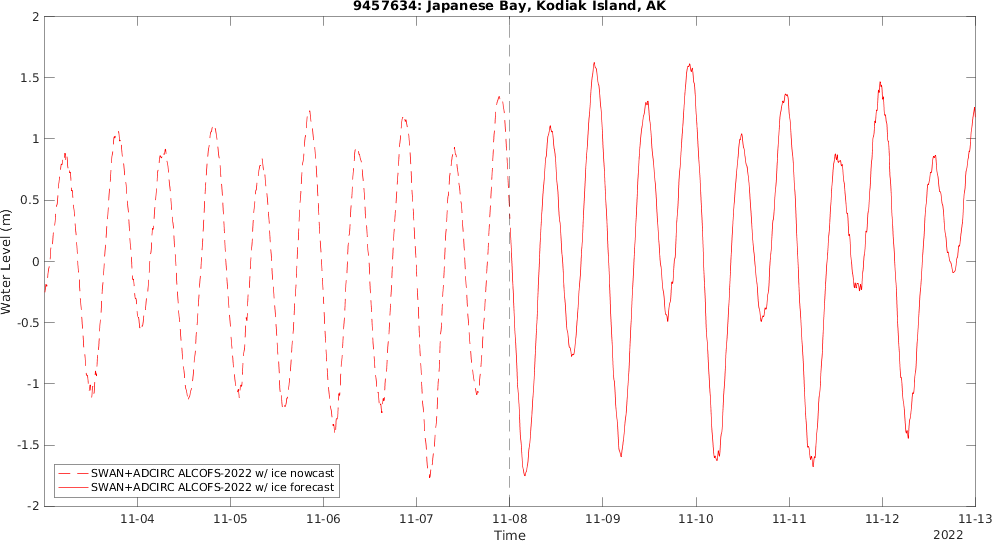 9457634: Japanese Bay, Kodiak Island, AK
2
1.5
1
0.5
0
-0.5
-1
-1.5
-2
Water Level (m)
SWAN+ADCIRC ALCOFS-2022 w/ ice nowcast
SWAN+ADCIRC ALCOFS-2022 w/ ice forecast
11-04 11-05 11-06 11-07 11-08 11-09 11-10 11-11 11-12 11-13
Time
2022